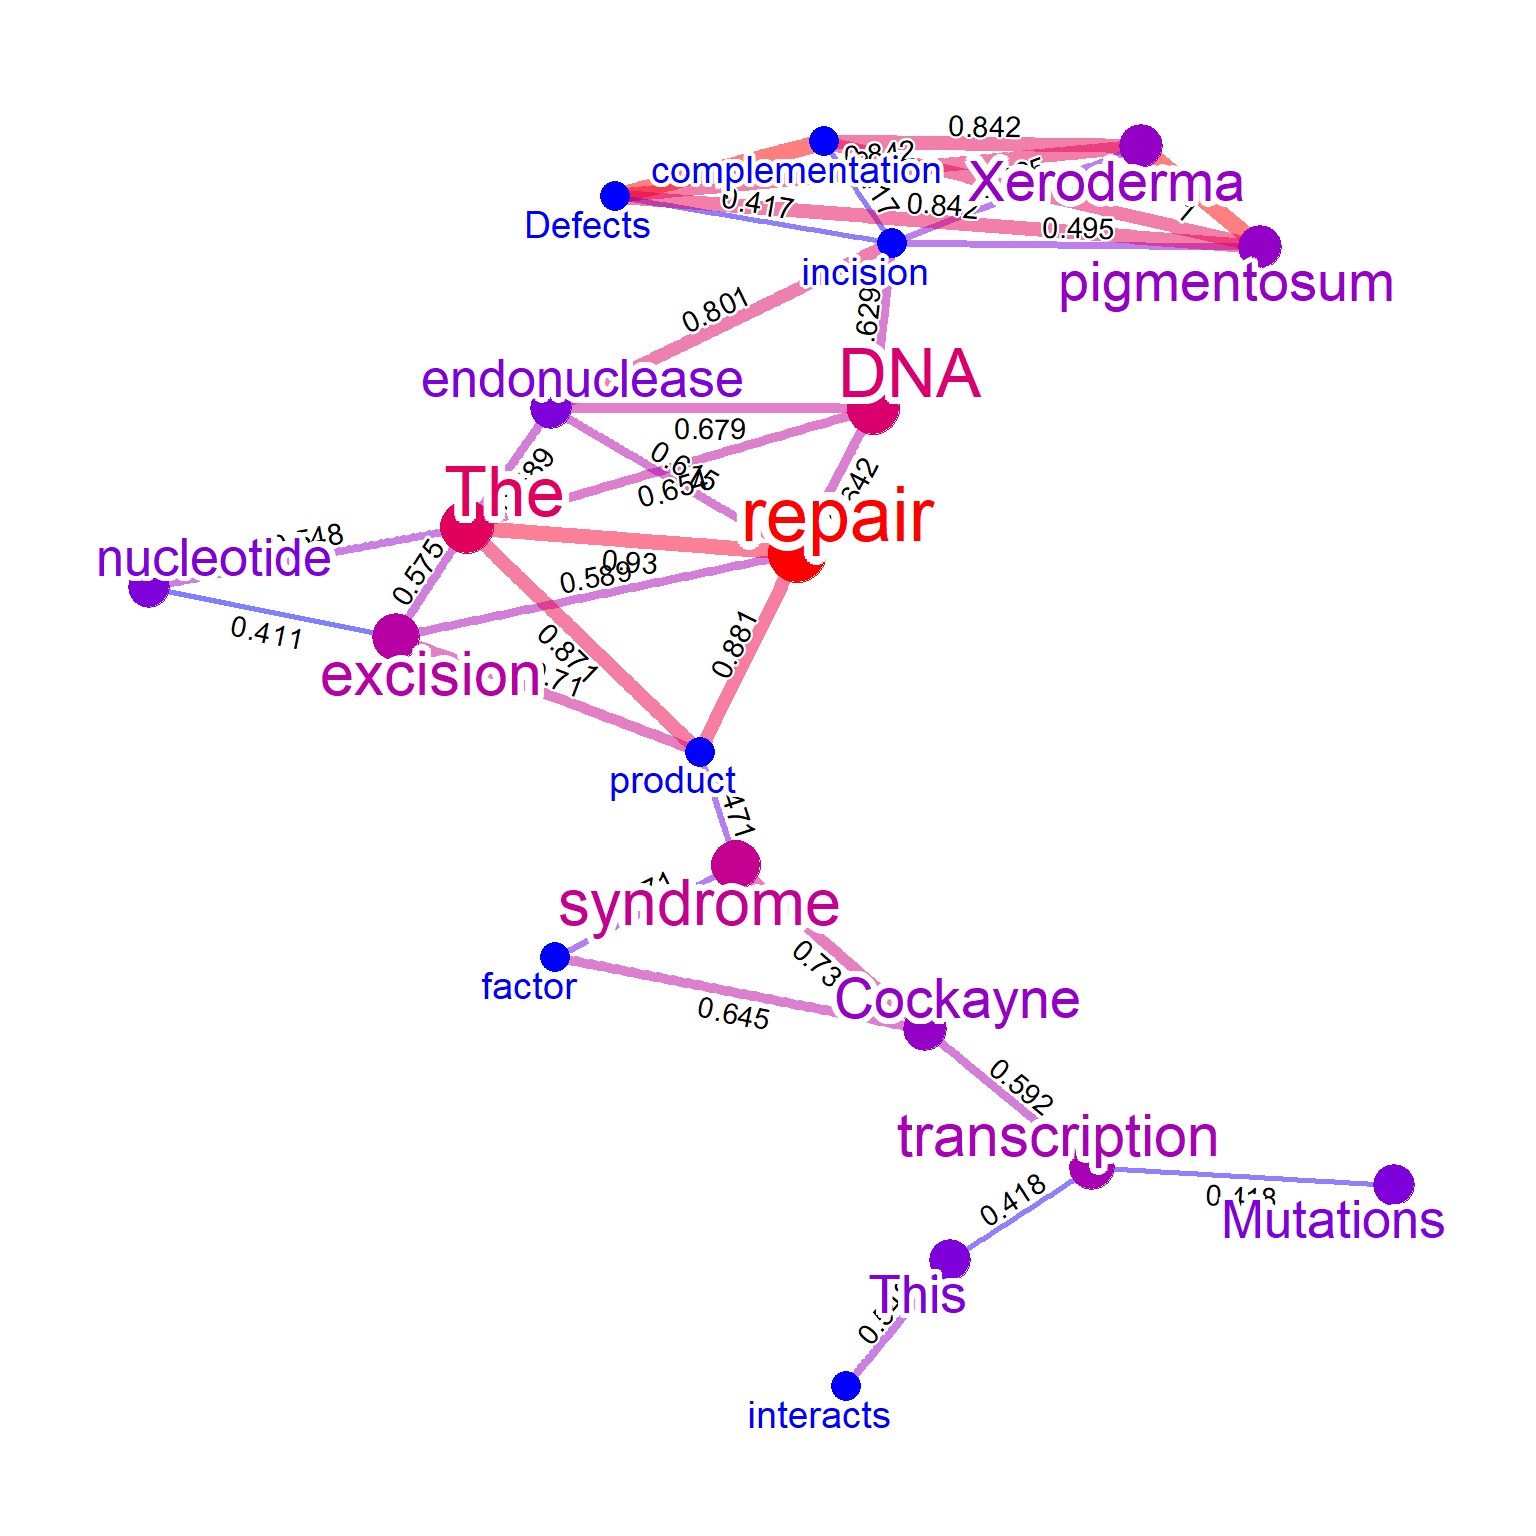 0.842
0.842
complementation
Xeroderma
0.417
0.842
Defects
0.495
1
incision
pigmentosum
0.801
.629
DNA
endonuclease
0.679
The
0.654
repair
0.548
nucleotide
0.575
0.93
0.589
0.411
0.871
0.881
excision
0.71
product
471
syndrome
0.73
factor
Cockayne
0.645
0.592
transcription
0.418
0.418
Mutations
This
interacts